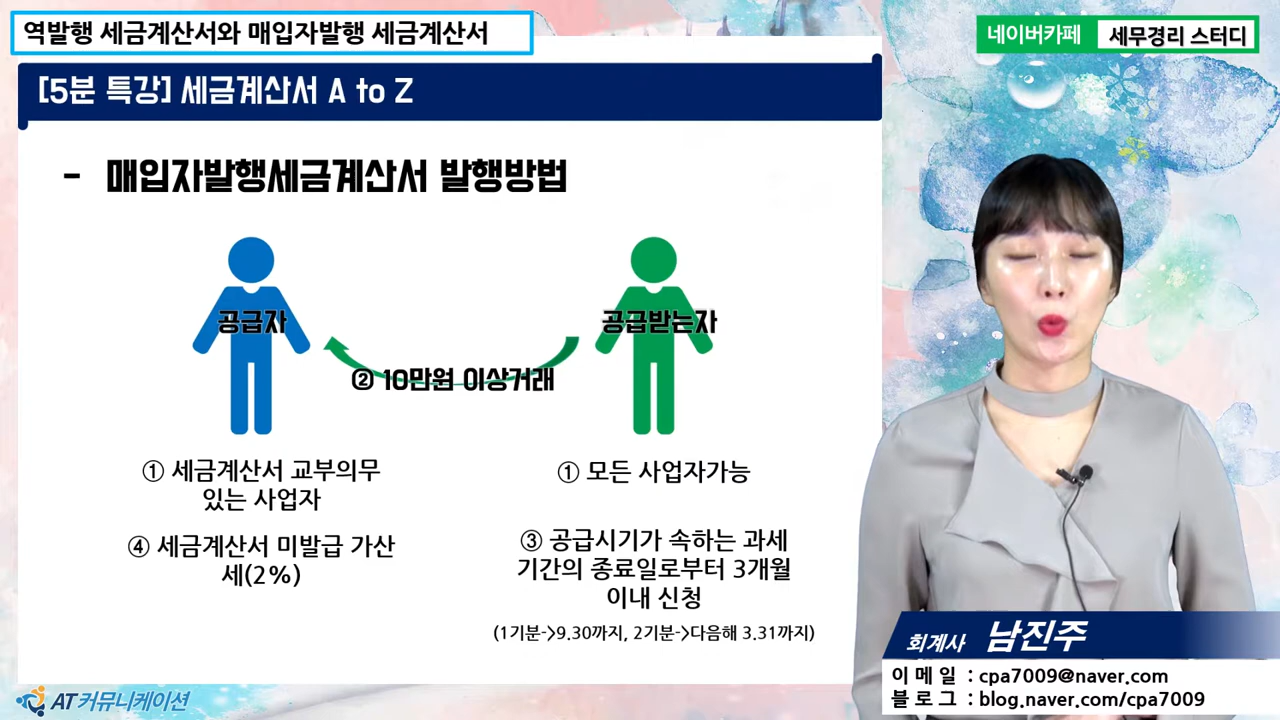 역발행 세금계산서와 매입자발행 세금계산서
네이버카페 세무경리 스터디
[5분 특강] 세금계산서 A to Z
- 매입자발행세금계산서 발행방법
공급자
공급받는자
② 10만원 이상거래
① 세금계산서 교부의무
있는 사업자
④ 세금계산서 미발급 가산
세(2%)
① 모든 사업자가능
③ 공급시기가 속하는 과세
기간의 종료일로부터 3개월
이내 신청
(1기분->9.30까지, 2기분->다음해 3.31까지)
회계사 남진주
이 메 일 : cpa7009@naver.com
블 로 그 : blog.naver.com/cpa7009
AT커뮤니케이션